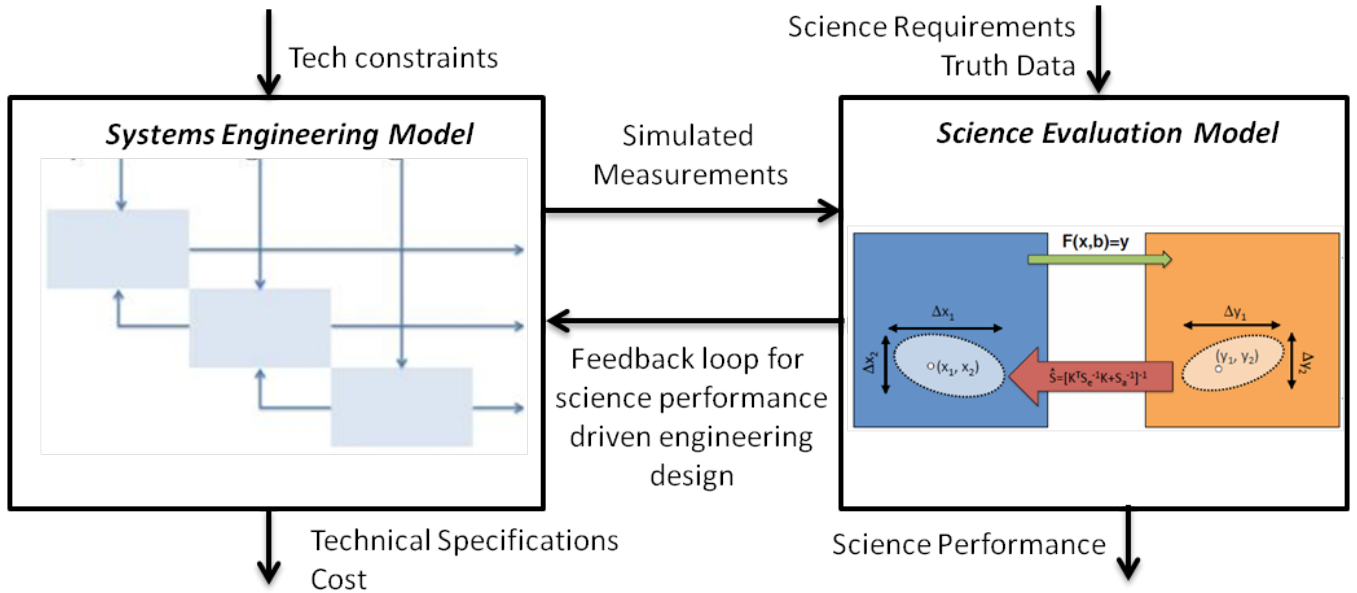 Tech constraints
Science Requirements
Truth Data
Systems Engineering Model
Simulated
Measurements
Science Evaluation Model
F(x,b)=y
Δx₁
Δy₁
Δx₂
(x₁, x₂)
Ŝ=[KᵀSₑ⁻¹K+Sₐ⁻¹]⁻¹
(y₁, y₂)
Δy₂
Feedback loop for
science performance
driven engineering
design
Technical Specifications
Cost
Science Performance